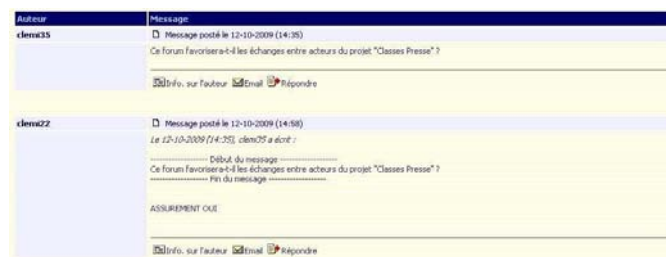 Auteur Message
clemi35 Message posté le 12-10-2009 (14:35)
Ce forum favorisera-t-il les échanges entre acteurs du projet "Classes Presse" ?
Info. sur l'auteur Email Répondre
clemi22 Message posté le 12-10-2009 (14:58)
Le 12-10-2009 (14:35), clemi35 a écrit :
------------------- Début du message -------------------
Ce forum favorisera-t-il les échanges entre acteurs du projet "Classes Presse" ?
------------------- Fin du message -------------------
ASSUREMENT OUI
Info. sur l'auteur Email Répondre